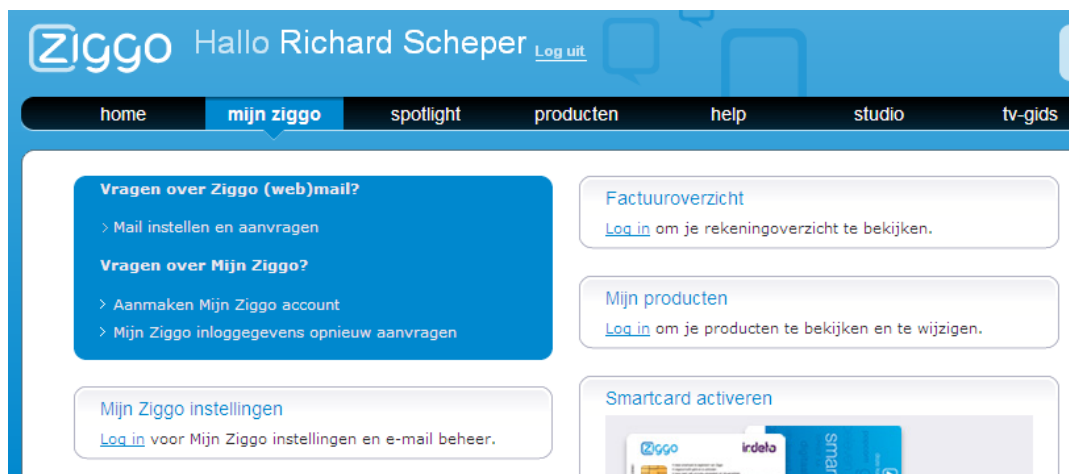 Ziggo Hallo Richard Scheper Log uit
home mijn ziggo spotlight producten help studio tv-gids
Vragen over Ziggo (web)mail?
> Mail instellen en aanvragen
Vragen over Mijn Ziggo?
> Aanmaken Mijn Ziggo account
> Mijn Ziggo inloggegevens opnieuw aanvragen
Mijn Ziggo instellingen
Log in voor Mijn Ziggo instellingen en e-mail beheer.
Factuuroverzicht
Log in om je rekeningoverzicht te bekijken.
Mijn producten
Log in om je producten te bekijken en te wijzigen.
Smartcard activeren
Ziggo irdeto
smar